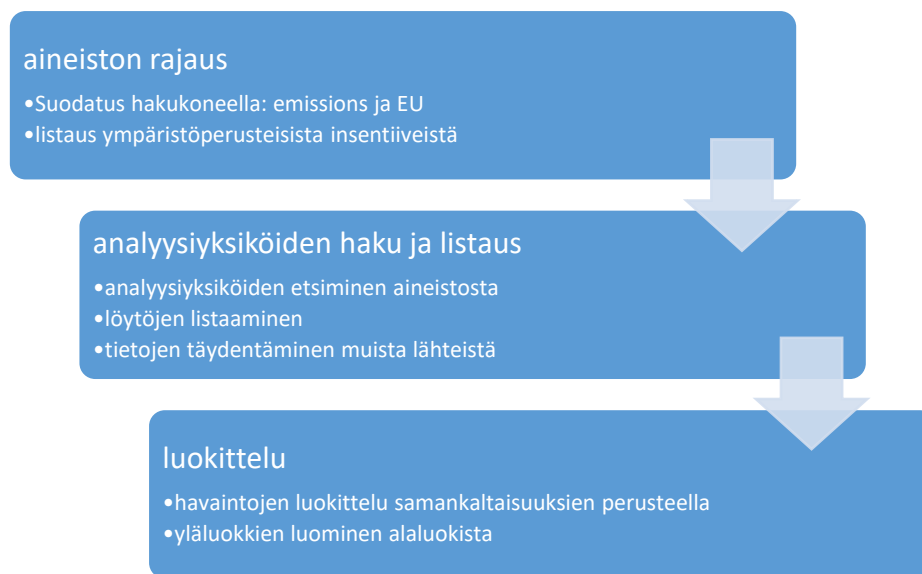 aineiston rajaus
•Suodatus hakukoneella: emissions ja EU
•listaus ympäristöperusteisista insentiiveistä
analyysiyksiköiden haku ja listaus
•analyysiyksiköiden etsiminen aineistosta
•löytöjen listaaminen
•tietojen täydentäminen muista lähteistä
luokittelu
•havaintojen luokittelu samankaltaisuuksien perusteella
•yläluokkien luominen alaluokista